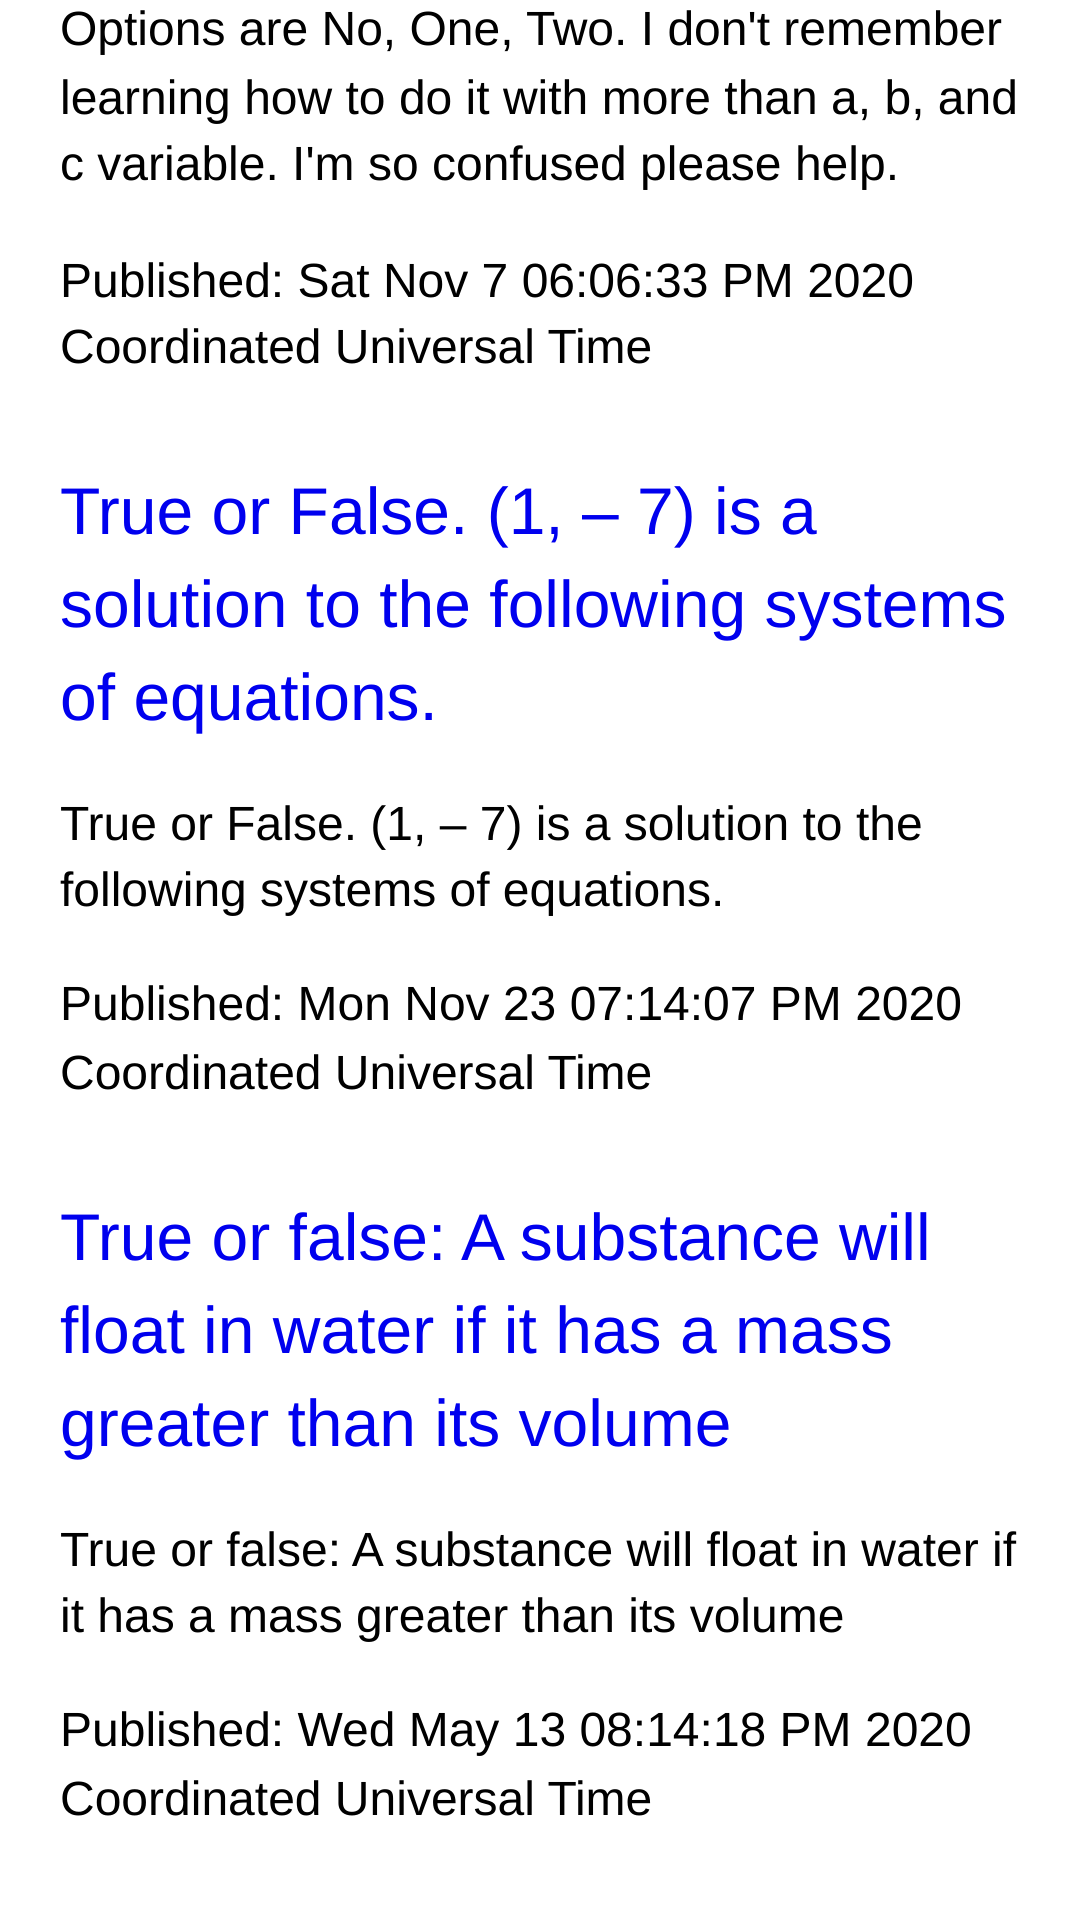 Options are No, One, Two. I don't remember
learning how to do it with more than a, b, and
c variable. I'm so confused please help.
Published: Sat Nov 7 06:06:33 PM 2020
Coordinated Universal Time
True or False. (1, – 7) is a
solution to the following systems
of equations.
True or False. (1, – 7) is a solution to the
following systems of equations.
Published: Mon Nov 23 07:14:07 PM 2020
Coordinated Universal Time
True or false: A substance will
float in water if it has a mass
greater than its volume
True or false: A substance will float in water if
it has a mass greater than its volume
Published: Wed May 13 08:14:18 PM 2020
Coordinated Universal Time